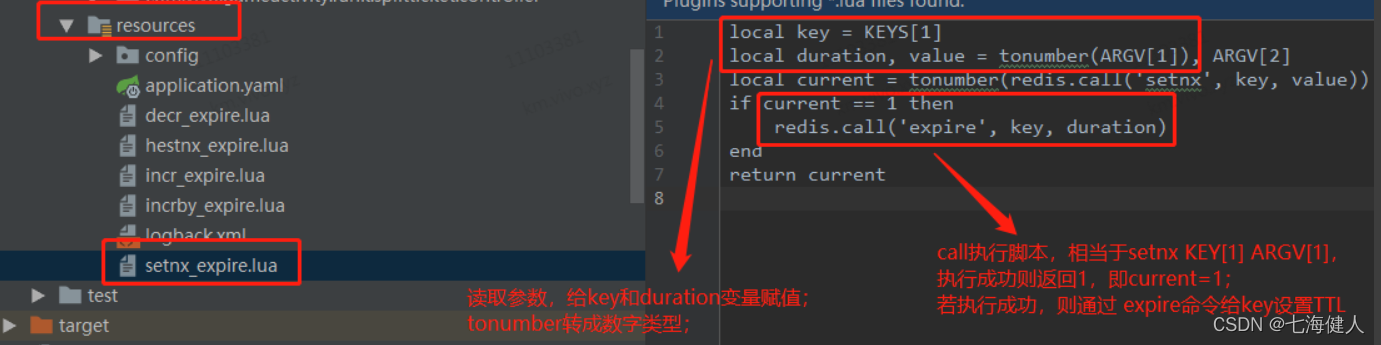 Plugins supporting *.lua files found.
resources
config
application.yaml
decr_expire.lua
hestnx_expire.lua
incr_expire.lua
incrby_expire.lua
logback.xml
setnx_expire.lua
test
target
1 local key = KEYS[1]
2 local duration, value = tonumber(ARGV[1]), ARGV[2]
3 local current = tonumber(redis.call('setnx', key, value))
4 if current == 1 then
5 redis.call('expire', key, duration)
6 end
7 return current
8
读取参数，给key和duration变量赋值；
tonumber转成数字类型；
call执行脚本，相当于setnx KEY[1] ARGV[1]，
执行成功则返回1，即current=1；
若执行成功，则通过 expire命令给key设置TTL
CSDN @七海健人